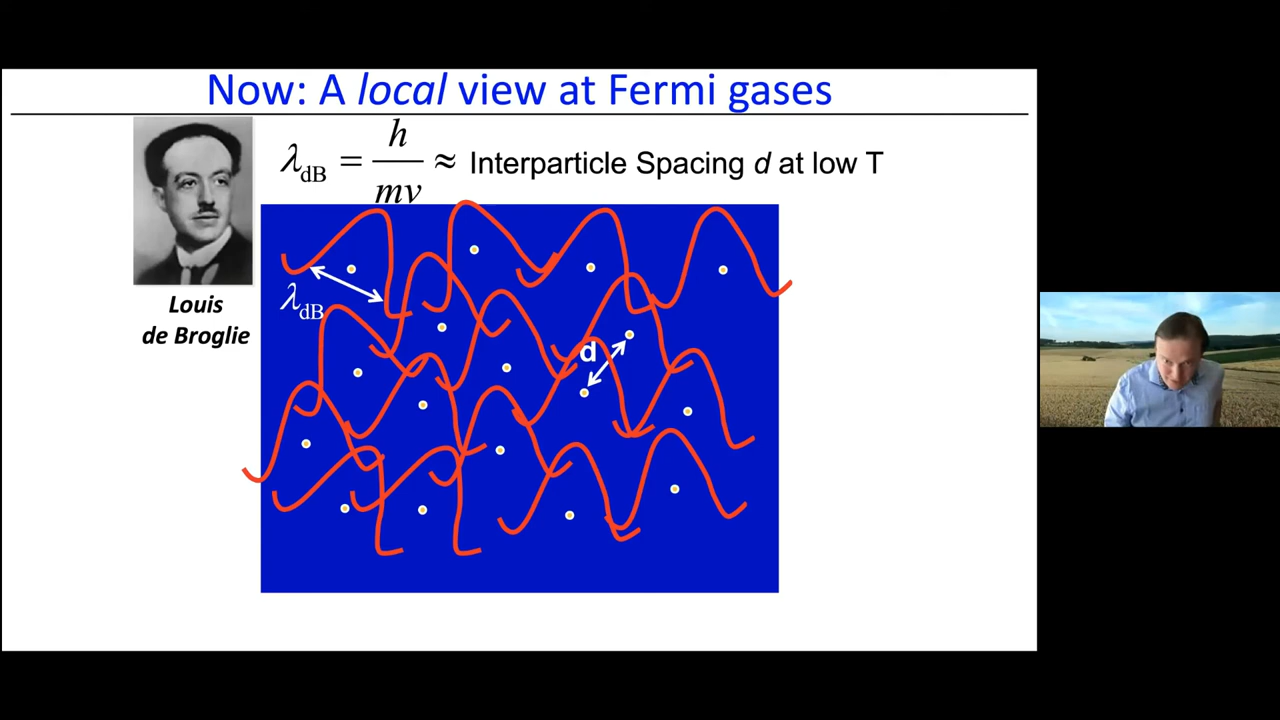 Now: A local view at Fermi gases
λdB = h/mv ≈ Interparticle Spacing d at low T
λdB
d
Louis
de Broglie